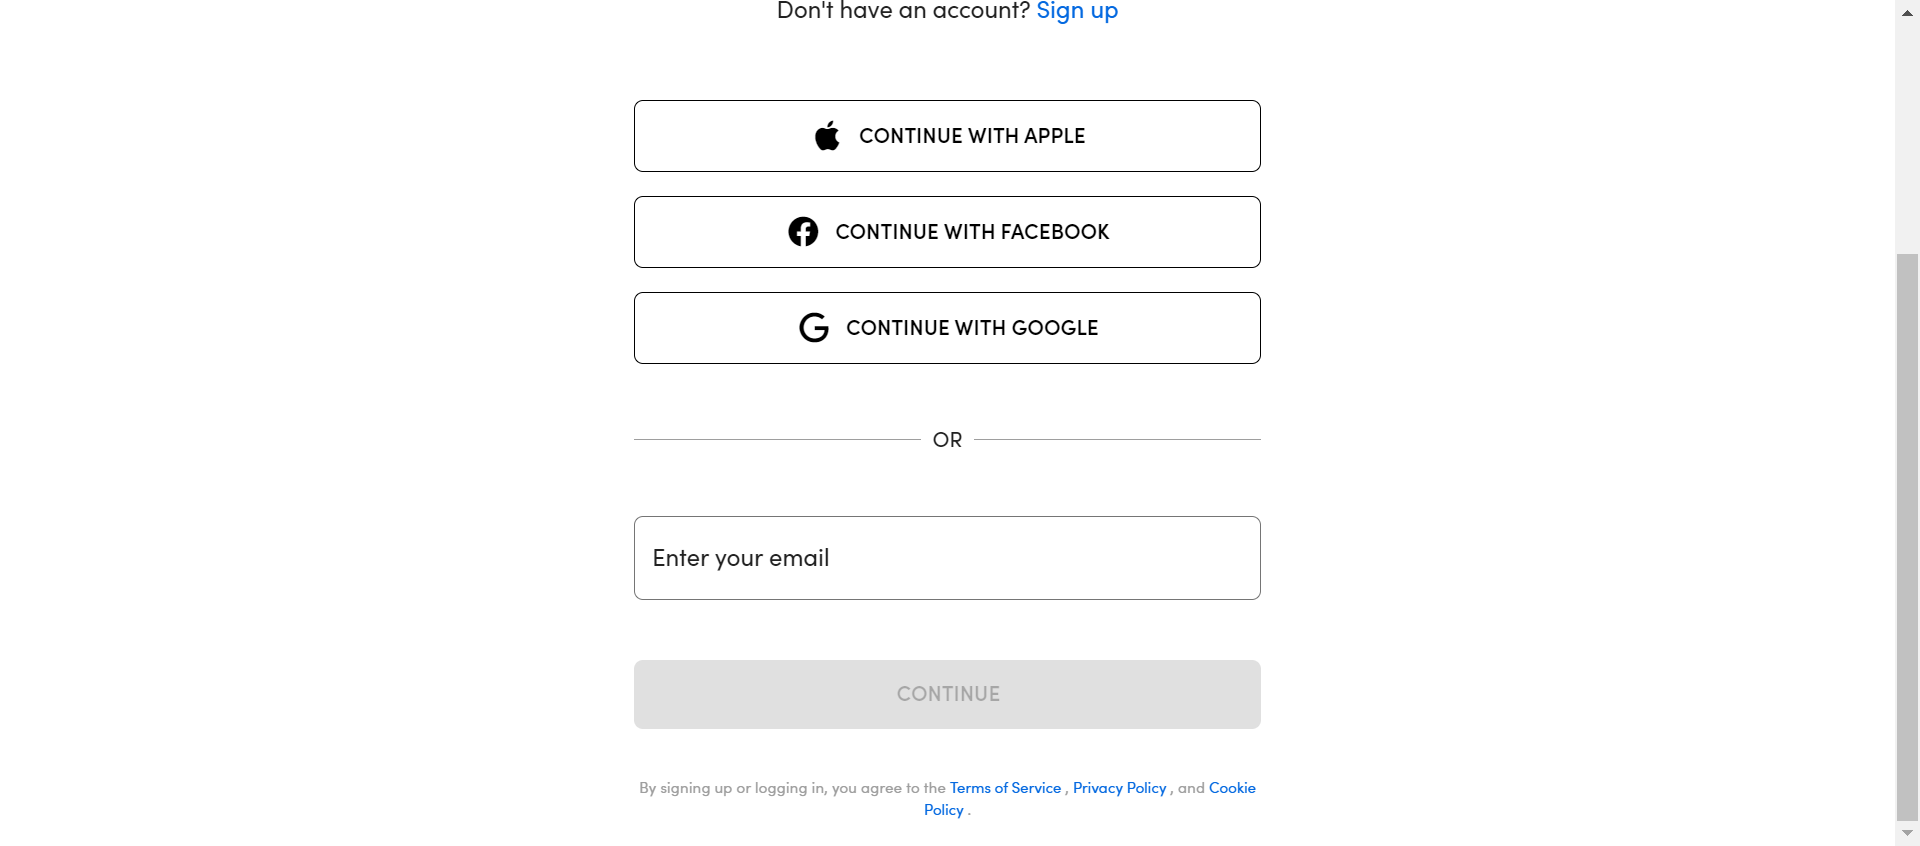 Don't have an account? Sign up
CONTINUE WITH APPLE
CONTINUE WITH FACEBOOK
CONTINUE WITH GOOGLE
OR
Enter your email
CONTINUE
By signing up or logging in, you agree to the Terms of Service , Privacy Policy , and Cookie
Policy .